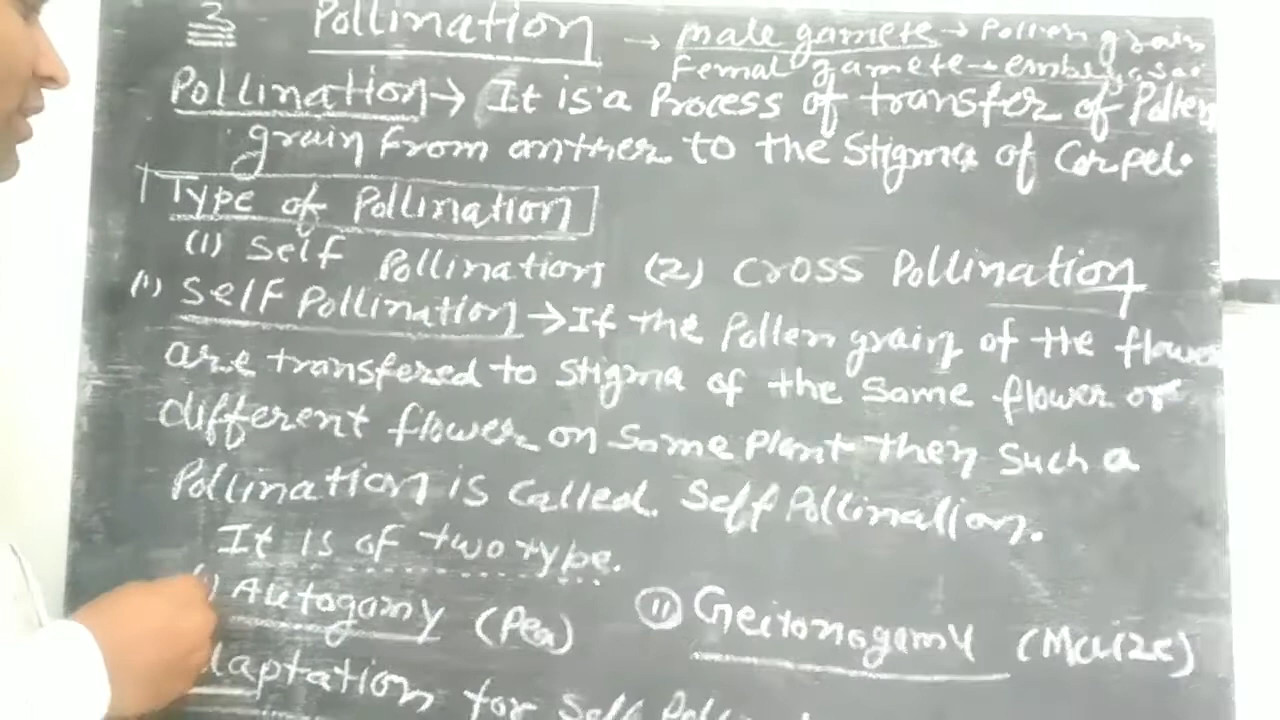 3 Pollination → male gamete → Pollen grain
Femal gamete → embryosac
Pollination → It is a Process of transfer of Pollen
grain From anther to the Stigma of Carpel.
Type of Pollination
(1) Self Pollination (2) Cross Pollination
(1) Self Pollination → If the Pollen grain of the flower
are transfered to Stigma of the Same flower or
different flower on Same Plant then Such a
Pollination is Called Self Pollination.
It is of two type.
(i) Autogamy (Pea) (ii) Geitonogamy (Maize)
daptation for Self Pol